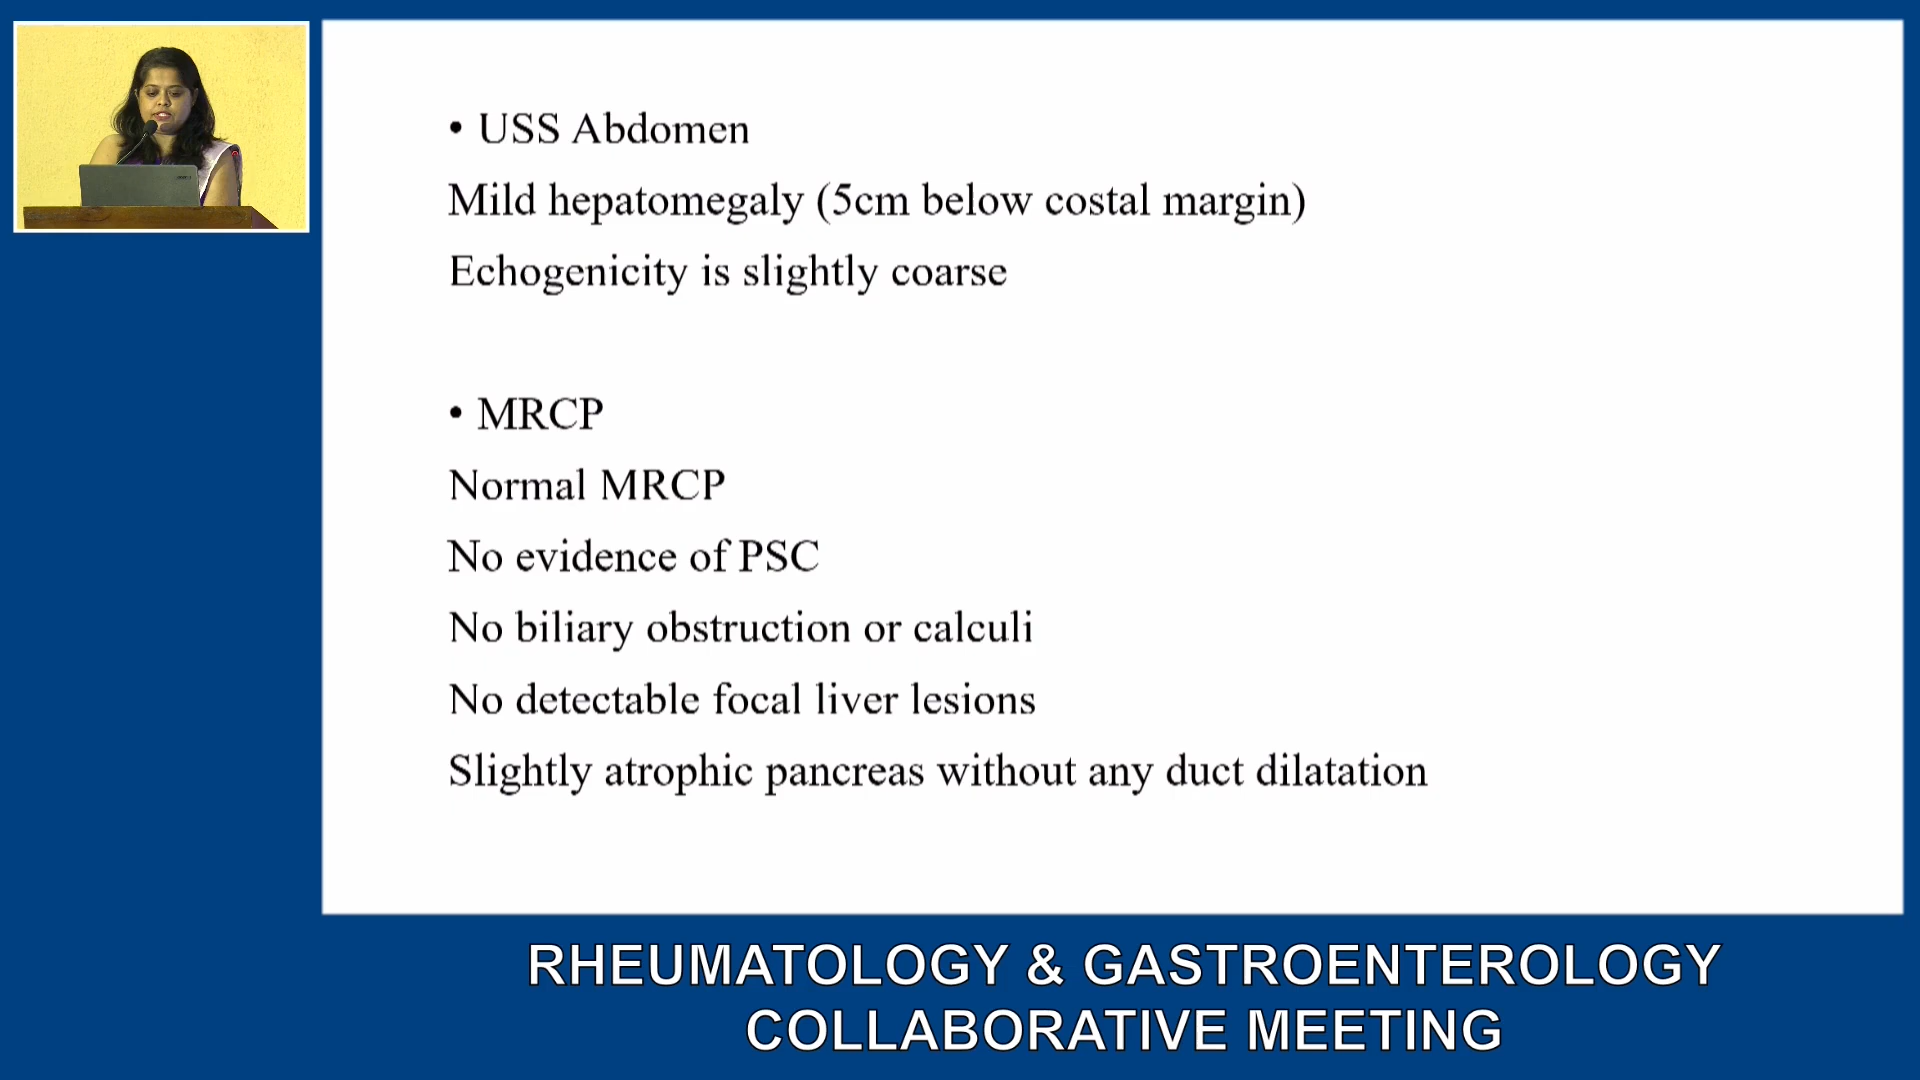 • USS Abdomen
Mild hepatomegaly (5cm below costal margin)
Echogenicity is slightly coarse
• MRCP
Normal MRCP
No evidence of PSC
No biliary obstruction or calculi
No detectable focal liver lesions
Slightly atrophic pancreas without any duct dilatation
RHEUMATOLOGY & GASTROENTEROLOGY
COLLABORATIVE MEETING